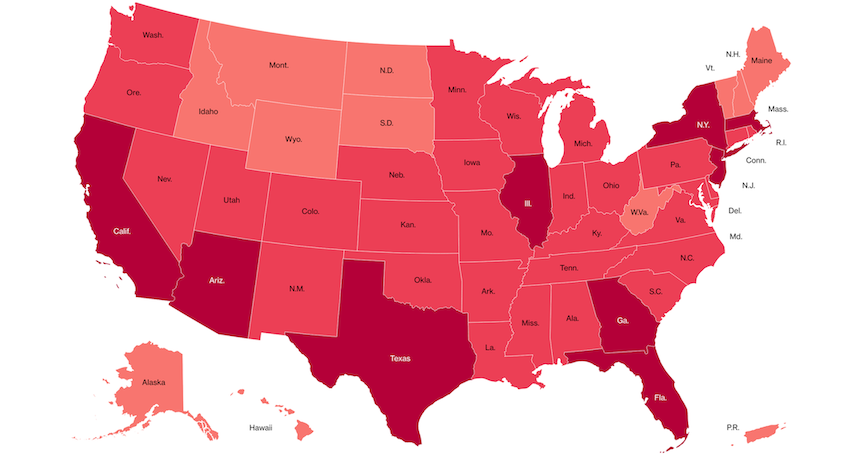 Wash.
Mont.
N.D.
Minn.
N.H.
Vt.
Maine
Ore.
Idaho
S.D.
Wis.
Mich.
N.Y.
Mass.
Wyo.
R.I.
Conn.
Nev.
Utah
Colo.
Neb.
Iowa
Ill.
Ind.
Ohio
Pa.
N.J.
Calif.
Kan.
Mo.
Ky.
W.Va.
Va.
Del.
Md.
Ariz.
N.M.
Okla.
Ark.
Tenn.
N.C.
S.C.
Texas
La.
Miss.
Ala.
Ga.
Fla.
Alaska
Hawaii
P.R.